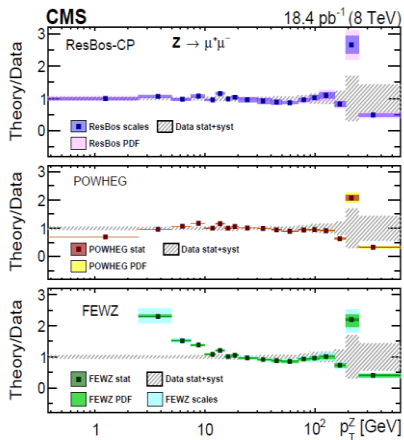 CMS 18.4 pb⁻¹ (8 TeV)
ResBos-CP Z → μ⁺μ⁻
Theory/Data
3
2
1
0
ResBos scales Data stat+syst
ResBos PDF
POWHEG
Theory/Data
3
2
1
0
POWHEG stat Data stat+syst
POWHEG PDF
FEWZ
Theory/Data
3
2
1
0
FEWZ stat Data stat+syst
FEWZ PDF FEWZ scales
1 10 10² p_T^Z [GeV]